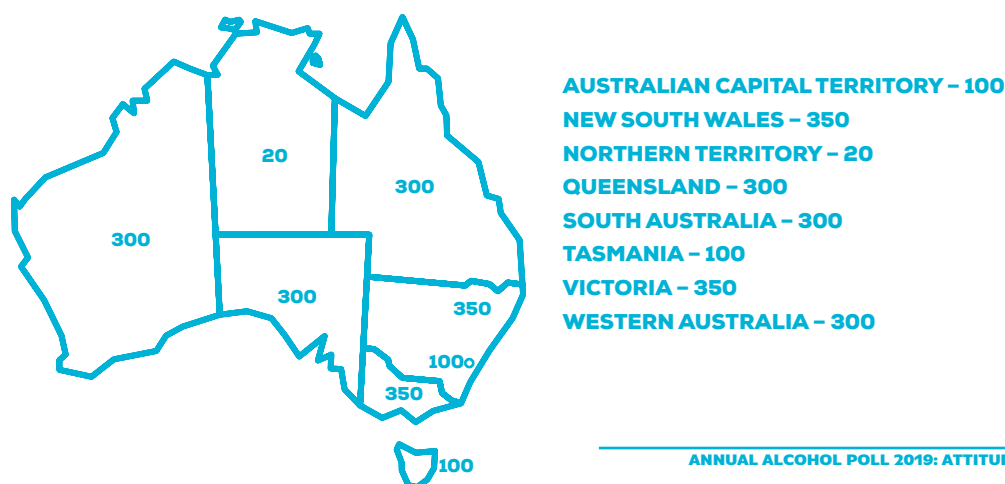 20
300
300
300
350
100
350
100
AUSTRALIAN CAPITAL TERRITORY – 100
NEW SOUTH WALES – 350
NORTHERN TERRITORY – 20
QUEENSLAND – 300
SOUTH AUSTRALIA – 300
TASMANIA – 100
VICTORIA – 350
WESTERN AUSTRALIA – 300
ANNUAL ALCOHOL POLL 2019: